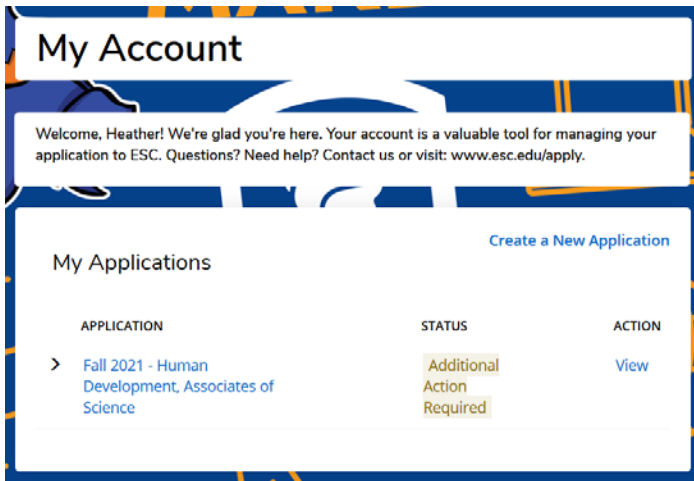 My Account
Welcome, Heather! We're glad you're here. Your account is a valuable tool for managing your
application to ESC. Questions? Need help? Contact us or visit: www.esc.edu/apply.
Create a New Application
My Applications
APPLICATION STATUS ACTION
Fall 2021 - Human Additional View
Development, Associates of Action
Science Required